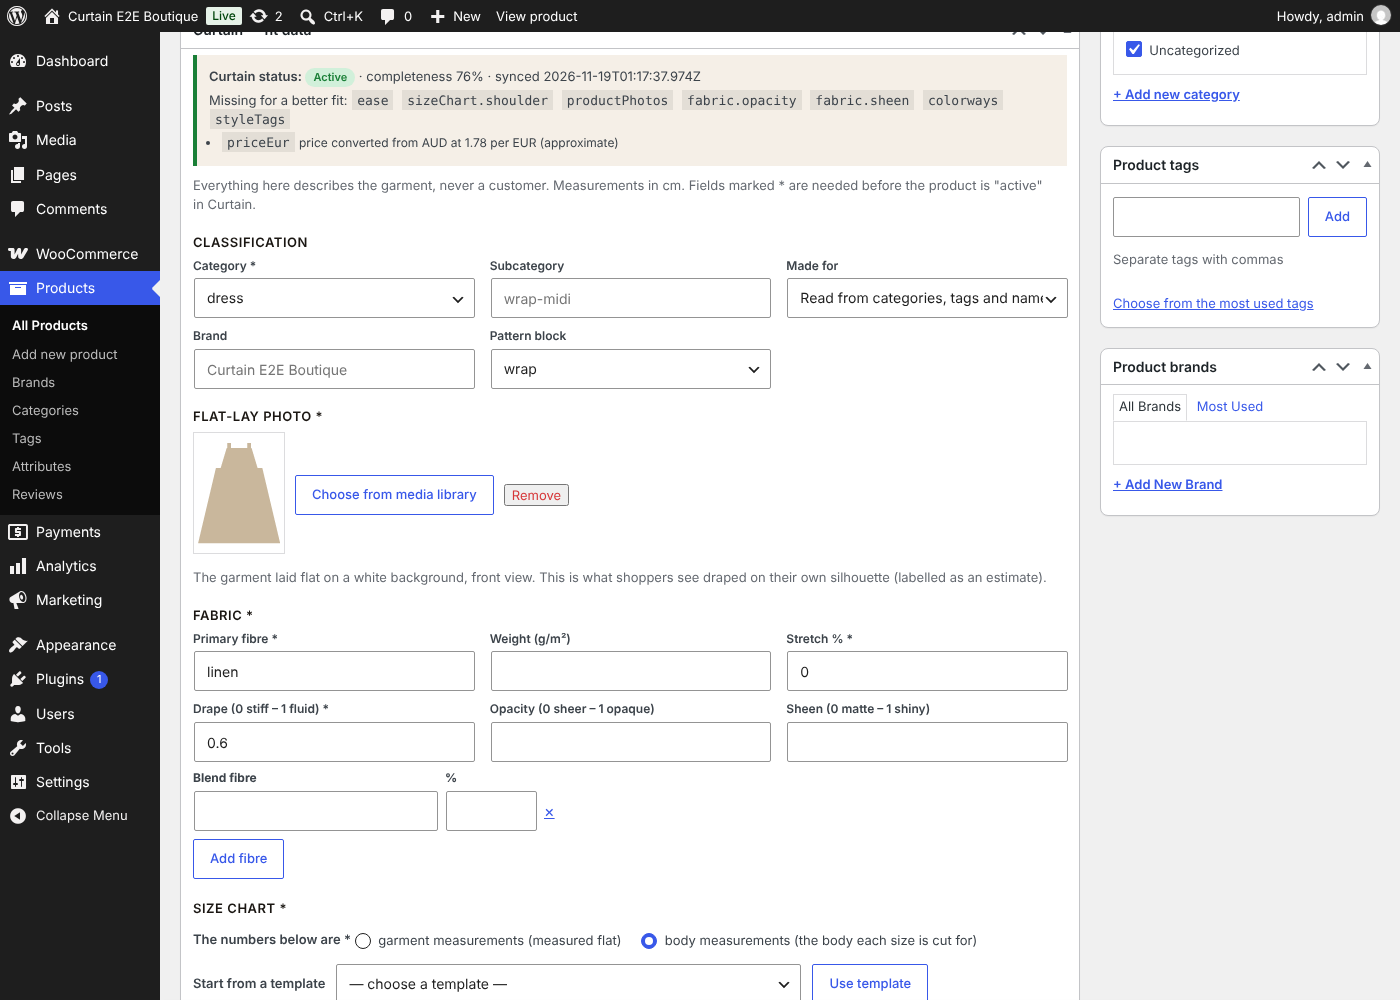 Curtain E2E Boutique Live 2 Ctrl+K 0 New View product Howdy, admin
Dashboard
Posts
Media
Pages
Comments
WooCommerce
Products
All Products
Add new product
Brands
Categories
Tags
Attributes
Reviews
Payments
Analytics
Marketing
Appearance
Plugins 1
Users
Tools
Settings
Collapse Menu
Curtain status: Active · completeness 76% · synced 2026-11-19T01:17:37.974Z
Missing for a better fit: ease sizeChart.shoulder productPhotos fabric.opacity fabric.sheen colorways
styleTags
• priceEur price converted from AUD at 1.78 per EUR (approximate)
Everything here describes the garment, never a customer. Measurements in cm. Fields marked * are needed before the product is "active"
in Curtain.
CLASSIFICATION
Category * Subcategory Made for
dress wrap-midi Read from categories, tags and name
Brand Pattern block
Curtain E2E Boutique wrap
FLAT-LAY PHOTO *
Choose from media library Remove
The garment laid flat on a white background, front view. This is what shoppers see draped on their own silhouette (labelled as an estimate).
FABRIC *
Primary fibre * Weight (g/m²) Stretch % *
linen 0
Drape (0 stiff – 1 fluid) * Opacity (0 sheer – 1 opaque) Sheen (0 matte – 1 shiny)
0.6
Blend fibre %
×
Add fibre
SIZE CHART *
The numbers below are * garment measurements (measured flat) body measurements (the body each size is cut for)
Start from a template — choose a template — Use template
Uncategorized
+ Add new category
Product tags
Add
Separate tags with commas
Choose from the most used tags
Product brands
All Brands Most Used
+ Add New Brand